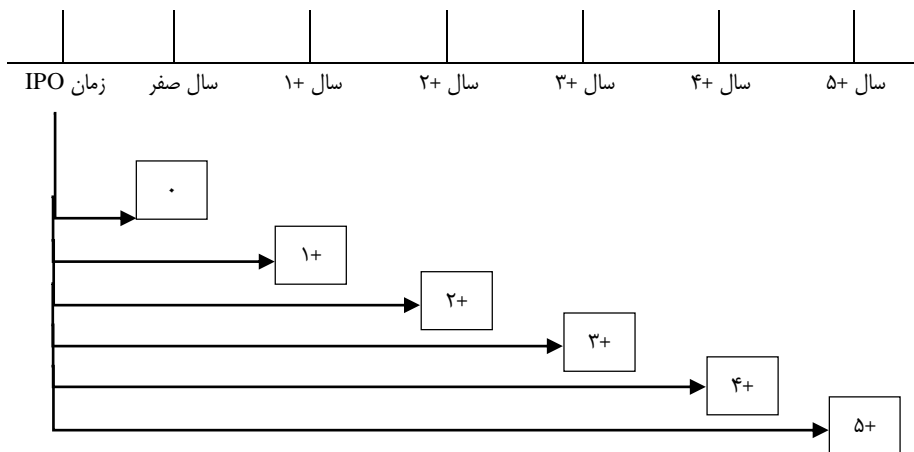 زمان IPO
سال صفر
سال +۱
سال +۲
سال +۳
سال +۴
سال +۵
۰
+۱
+۲
+۳
+۴
+۵